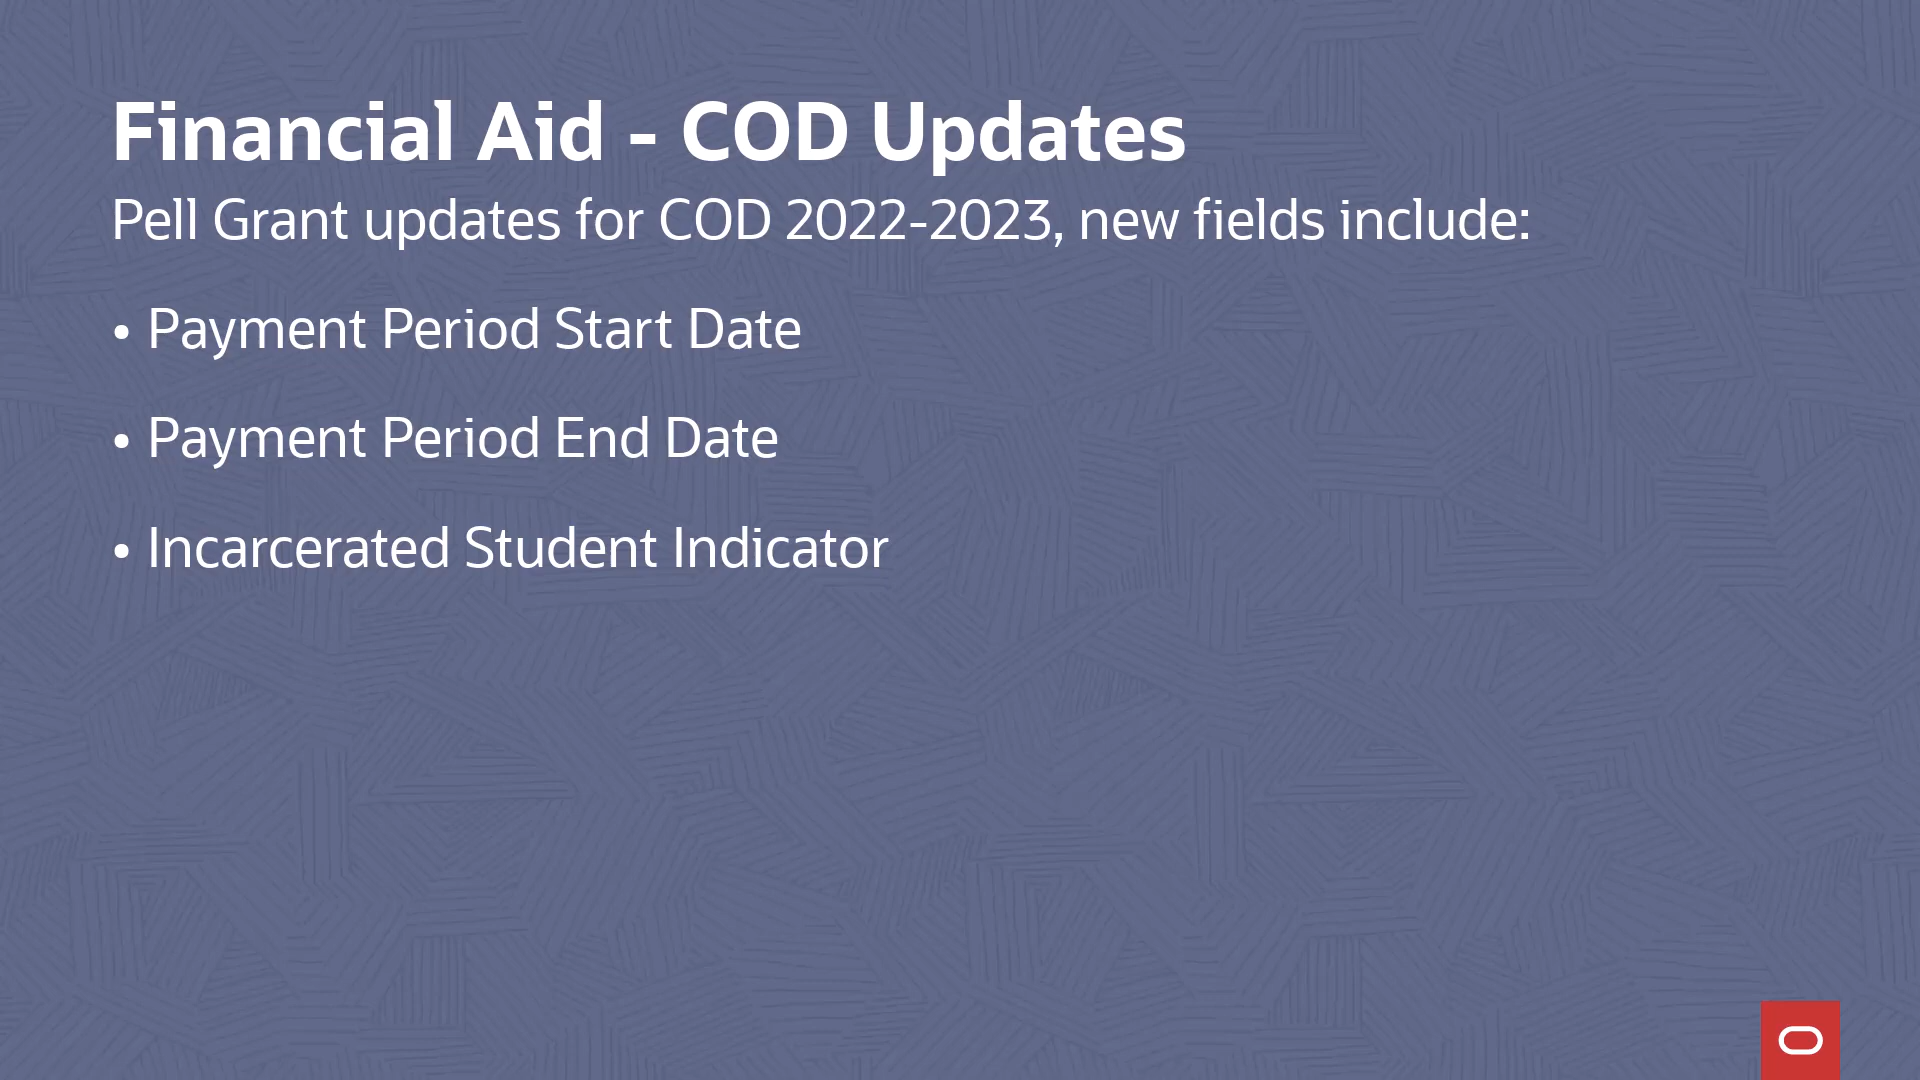 Financial Aid - COD Updates
Pell Grant updates for COD 2022-2023, new fields include:
• Payment Period Start Date
• Payment Period End Date
• Incarcerated Student Indicator